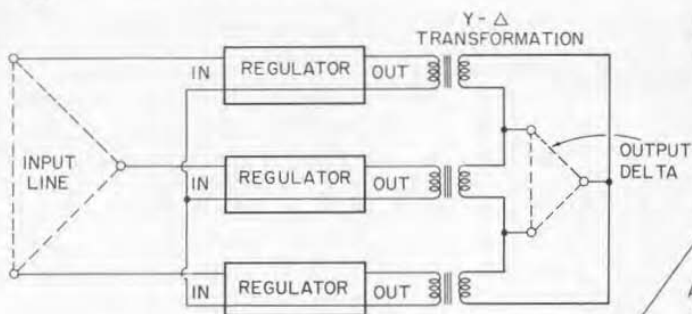 Y - Δ
TRANSFORMATION
IN
REGULATOR
OUT
INPUT
LINE
IN
REGULATOR
OUT
OUTPUT
DELTA
IN
REGULATOR
OUT